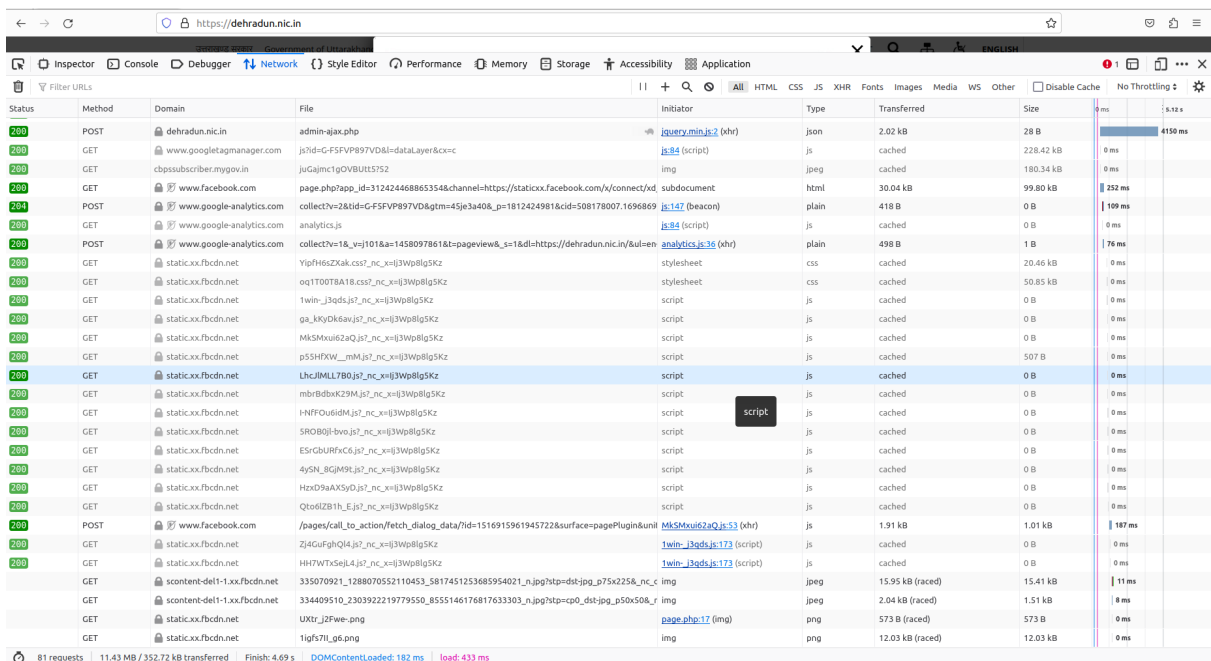 https://dehradun.nic.in
उत्तराखण्ड सरकार Government of Uttarakhand ENGLISH
Inspector Console Debugger Network Style Editor Performance Memory Storage Accessibility Application 1
Filter URLs All HTML CSS JS XHR Fonts Images Media WS Other Disable Cache No Throttling
Status Method Domain File Initiator Type Transferred Size 0 ms 5.12 s
200 POST dehradun.nic.in admin-ajax.php jquery.min.js:2 (xhr) json 2.02 kB 28 B 4150 ms
200 GET www.googletagmanager.com js?id=G-F5FVP897VD&l=dataLayer&cx=c js:84 (script) js cached 228.42 kB 0 ms
200 GET cbpssubscriber.mygov.in juGajmc1gOVBUtt5752 img jpeg cached 180.34 kB 0 ms
200 GET www.facebook.com page.php?app_id=312424468865354&channel=https://staticxx.facebook.com/x/connect/xd_ subdocument html 30.04 kB 99.80 kB 252 ms
204 POST www.google-analytics.com collect?v=2&tid=G-F5FVP897VD&gtm=45je3a40&_p=1812424981&cid=508178007.1696869 js:147 (beacon) plain 418 B 0 B 109 ms
200 GET www.google-analytics.com analytics.js js:84 (script) js cached 0 B 0 ms
200 POST www.google-analytics.com collect?v=1&_v=j101&a=1458097861&t=pageview&_s=1&dl=https://dehradun.nic.in/&ul=en- analytics.js:36 (xhr) plain 498 B 1 B 76 ms
200 GET static.xx.fbcdn.net YipfH6sZXak.css?_nc_x=Ij3Wp8lg5Kz stylesheet css cached 20.46 kB 0 ms
200 GET static.xx.fbcdn.net oq1T00T8A18.css?_nc_x=Ij3Wp8lg5Kz stylesheet css cached 50.85 kB 0 ms
200 GET static.xx.fbcdn.net 1win-_j3qds.js?_nc_x=Ij3Wp8lg5Kz script js cached 0 B 0 ms
200 GET static.xx.fbcdn.net ga_kKyDk6av.js?_nc_x=Ij3Wp8lg5Kz script js cached 0 B 0 ms
200 GET static.xx.fbcdn.net MkSMxui62aQ.js?_nc_x=Ij3Wp8lg5Kz script js cached 0 B 0 ms
200 GET static.xx.fbcdn.net p55HfXW__mM.js?_nc_x=Ij3Wp8lg5Kz script js cached 507 B 0 ms
200 GET static.xx.fbcdn.net LhcJlMLL7B0.js?_nc_x=Ij3Wp8lg5Kz script js cached 0 B 0 ms
200 GET static.xx.fbcdn.net mbrBdbxK29M.js?_nc_x=Ij3Wp8lg5Kz script js cached 0 B 0 ms
200 GET static.xx.fbcdn.net I-NfFOu6idM.js?_nc_x=Ij3Wp8lg5Kz script script js cached 0 B 0 ms
200 GET static.xx.fbcdn.net 5ROB0jl-bvo.js?_nc_x=Ij3Wp8lg5Kz script js cached 0 B 0 ms
200 GET static.xx.fbcdn.net ESrGbURfxC6.js?_nc_x=Ij3Wp8lg5Kz script js cached 0 B 0 ms
200 GET static.xx.fbcdn.net 4ySN_8GjM9t.js?_nc_x=Ij3Wp8lg5Kz script js cached 0 B 0 ms
200 GET static.xx.fbcdn.net HzxD9aAXSyD.js?_nc_x=Ij3Wp8lg5Kz script js cached 0 B 0 ms
200 GET static.xx.fbcdn.net Qto6lZB1h_E.js?_nc_x=Ij3Wp8lg5Kz script js cached 0 B 0 ms
200 POST www.facebook.com /pages/call_to_action/fetch_dialog_data/?id=1516915961945722&surface=pagePlugin&unit MkSMxui62aQ.js:53 (xhr) js 1.91 kB 1.01 kB 187 ms
200 GET static.xx.fbcdn.net Zj4GuFghQl4.js?_nc_x=Ij3Wp8lg5Kz 1win-_j3qds.js:173 (script) js cached 0 B 0 ms
200 GET static.xx.fbcdn.net HH7WTxSejL4.js?_nc_x=Ij3Wp8lg5Kz 1win-_j3qds.js:173 (script) js cached 0 B 0 ms
GET scontent-del1-1.xx.fbcdn.net 335070921_1288070552110453_5817451253685954021_n.jpg?stp=dst-jpg_p75x225&_nc_c img jpeg 15.95 kB (raced) 15.41 kB 11 ms
GET scontent-del1-1.xx.fbcdn.net 334409510_2303922219779550_8555146176817633303_n.jpg?stp=cp0_dst-jpg_p50x50&_r img jpeg 2.04 kB (raced) 1.51 kB 8 ms
GET static.xx.fbcdn.net UXtr_j2Fwe-.png page.php:17 (img) png 573 B (raced) 573 B 0 ms
GET static.xx.fbcdn.net 1igfs7II_g6.png img png 12.03 kB (raced) 12.03 kB 0 ms
81 requests 11.43 MB / 352.72 kB transferred Finish: 4.69 s DOMContentLoaded: 182 ms load: 433 ms